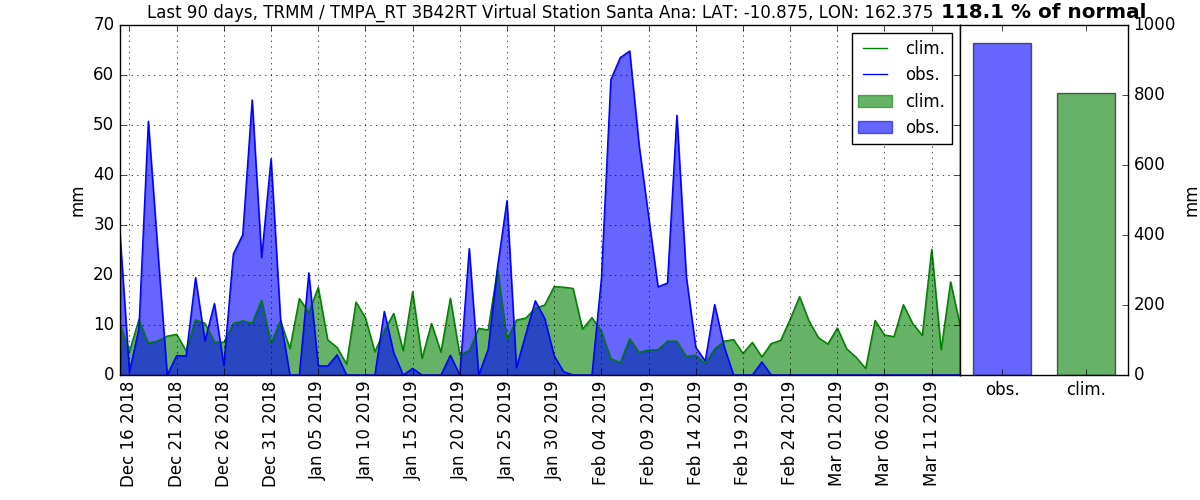 Last 90 days, TRMM / TMPA_RT 3B42RT Virtual Station Santa Ana: LAT: -10.875, LON: 162.375 118.1 % of normal
70
60
50
40
30
20
10
0
mm
clim.
obs.
clim.
obs.
1000
800
600
400
200
0
mm
obs.
clim.
Dec 16 2018
Dec 21 2018
Dec 26 2018
Dec 31 2018
Jan 05 2019
Jan 10 2019
Jan 15 2019
Jan 20 2019
Jan 25 2019
Jan 30 2019
Feb 04 2019
Feb 09 2019
Feb 14 2019
Feb 19 2019
Feb 24 2019
Mar 01 2019
Mar 06 2019
Mar 11 2019